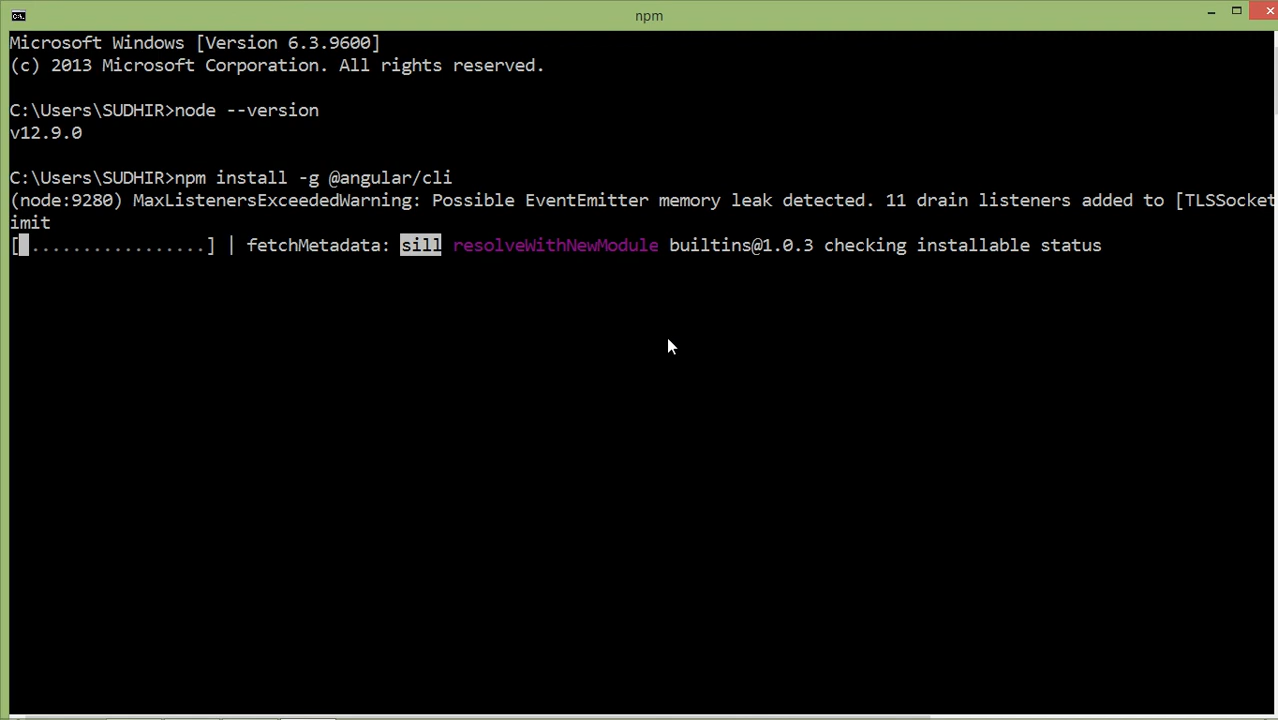 npm
Microsoft Windows [Version 6.3.9600]
(c) 2013 Microsoft Corporation. All rights reserved.
C:\Users\SUDHIR>node --version
v12.9.0
C:\Users\SUDHIR>npm install -g @angular/cli
(node:9280) MaxListenersExceededWarning: Possible EventEmitter memory leak detected. 11 drain listeners added to [TLSSocket
imit
[ ................] | fetchMetadata: sill resolveWithNewModule builtins@1.0.3 checking installable status